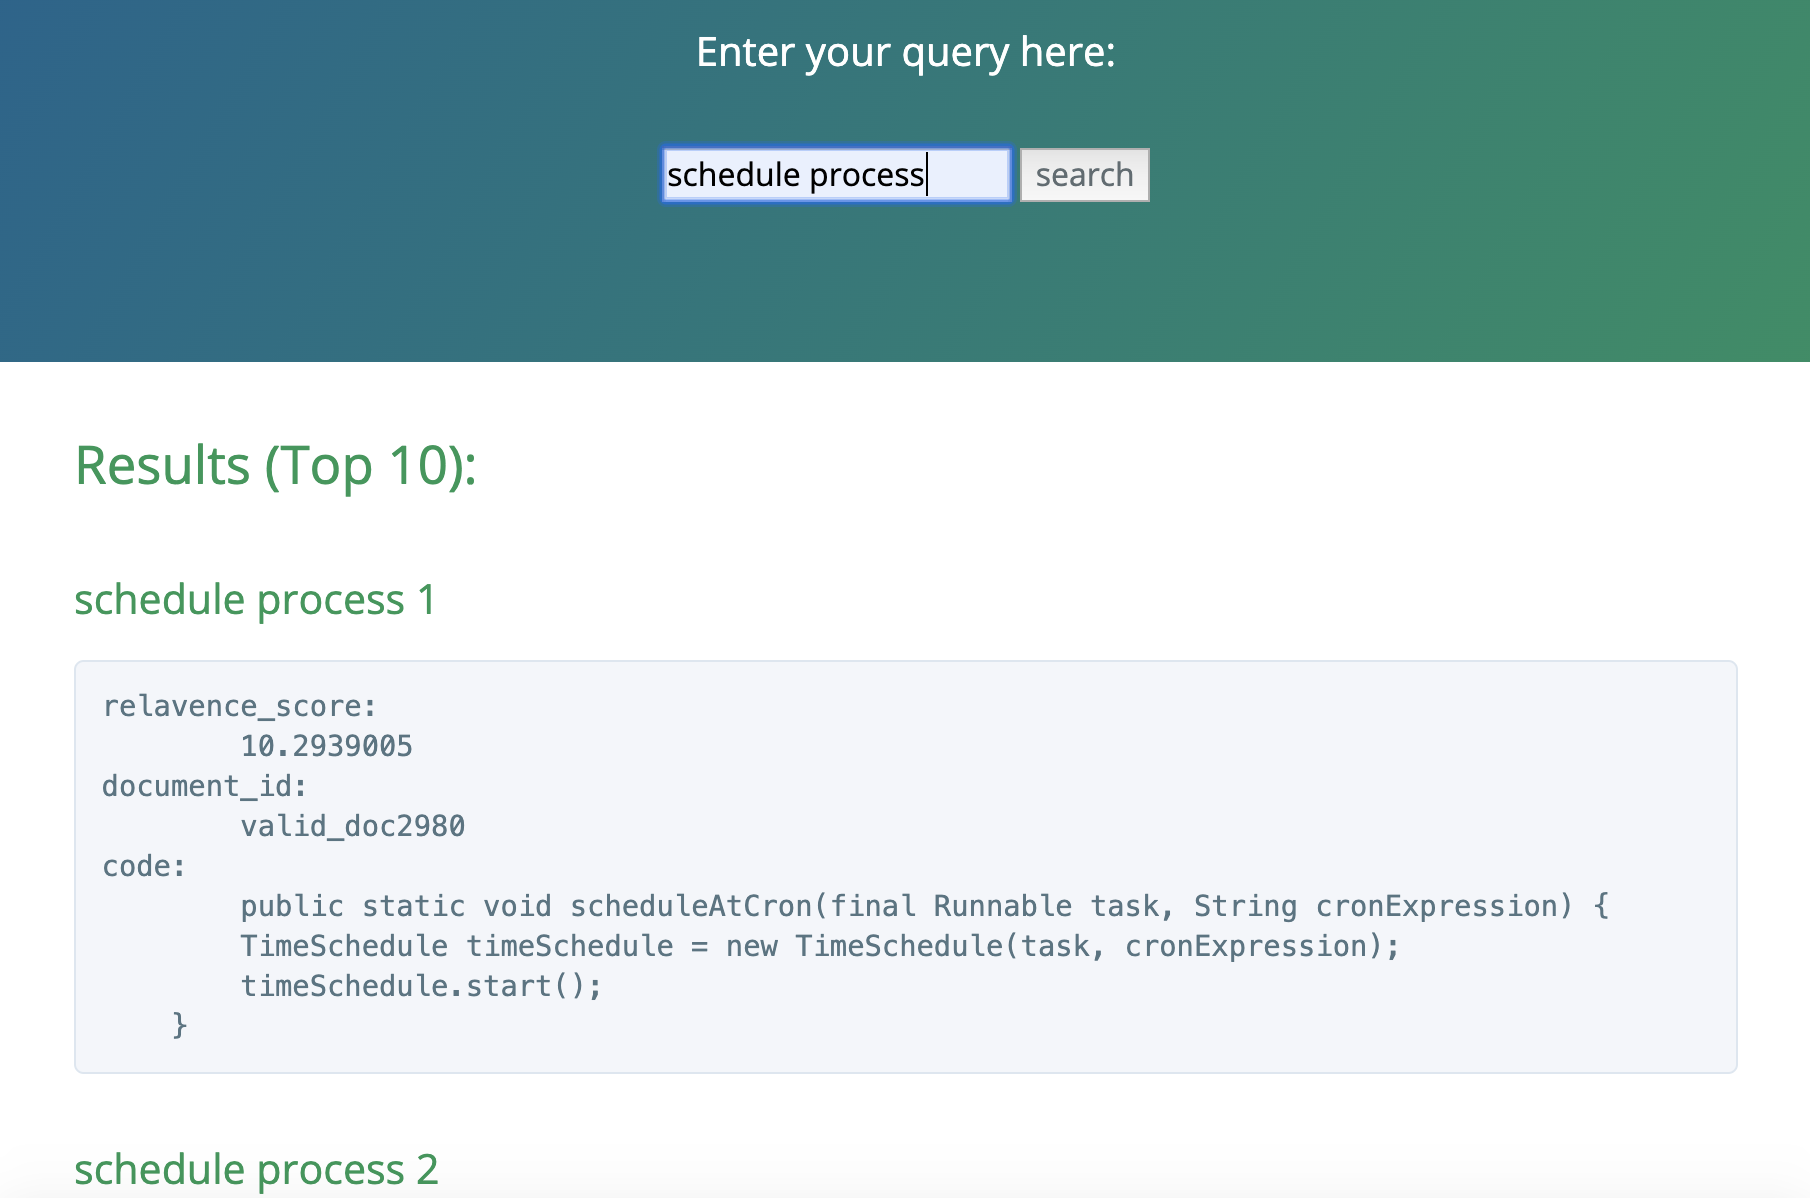 Enter your query here:
schedule process search
Results (Top 10):
schedule process 1
relavence_score:
10.2939005
document_id:
valid_doc2980
code:
public static void scheduleAtCron(final Runnable task, String cronExpression) {
TimeSchedule timeSchedule = new TimeSchedule(task, cronExpression);
timeSchedule.start();
}
schedule process 2